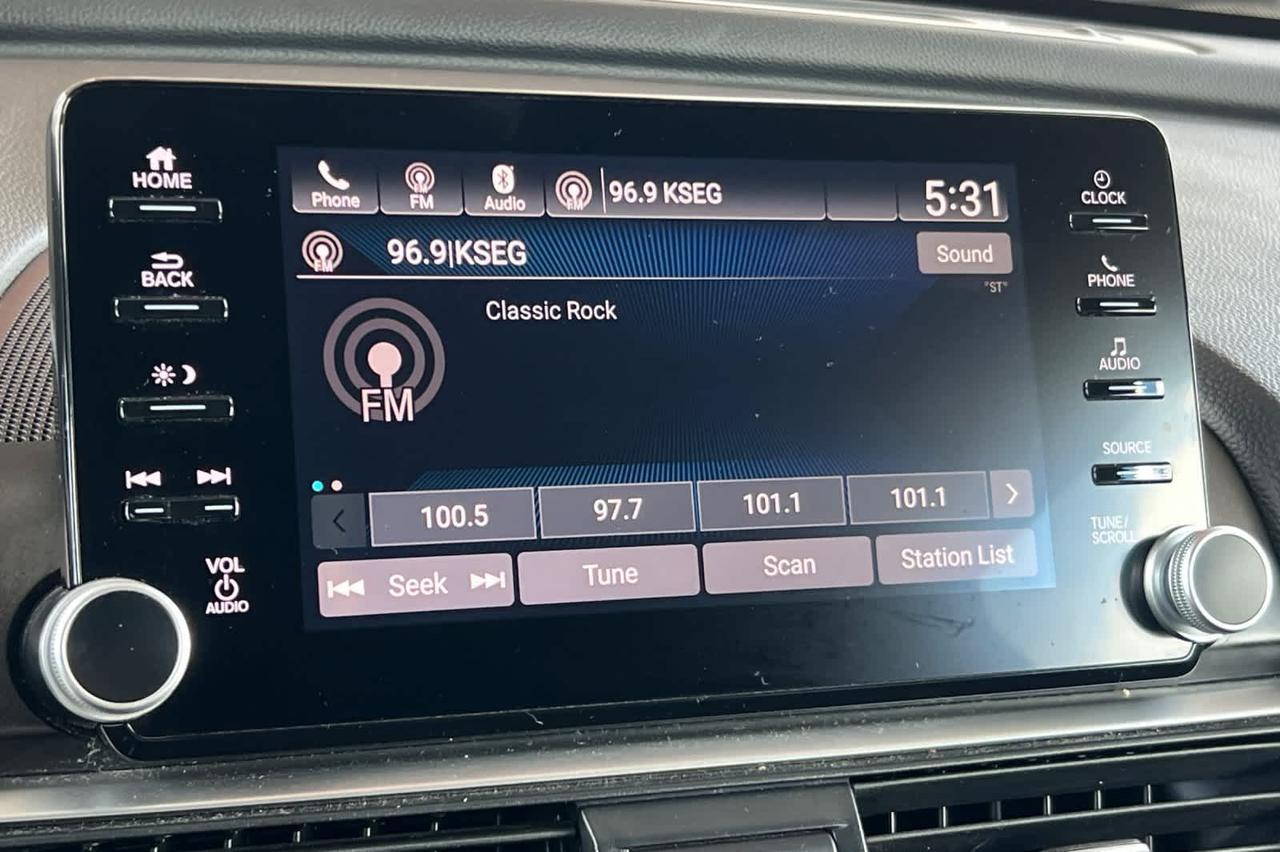 HOME
BACK
VOL
AUDIO
Phone
FM
Audio
FM
96.9 KSEG
5:31
FM
96.9|KSEG
Sound
"ST"
Classic Rock
FM
100.5
97.7
101.1
101.1
Seek
Tune
Scan
Station List
CLOCK
PHONE
AUDIO
SOURCE
TUNE/
SCROLL